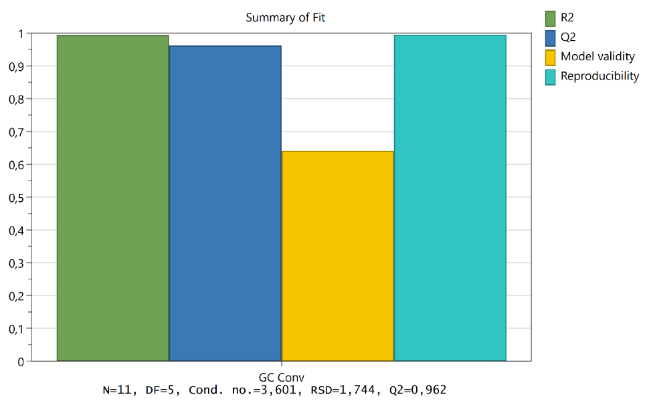 Summary of Fit
R2
Q2
Model validity
Reproducibility
1
0,9
0,8
0,7
0,6
0,5
0,4
0,3
0,2
0,1
0
GC Conv
N=11, DF=5, Cond. no.=3,601, RSD=1,744, Q2=0,962